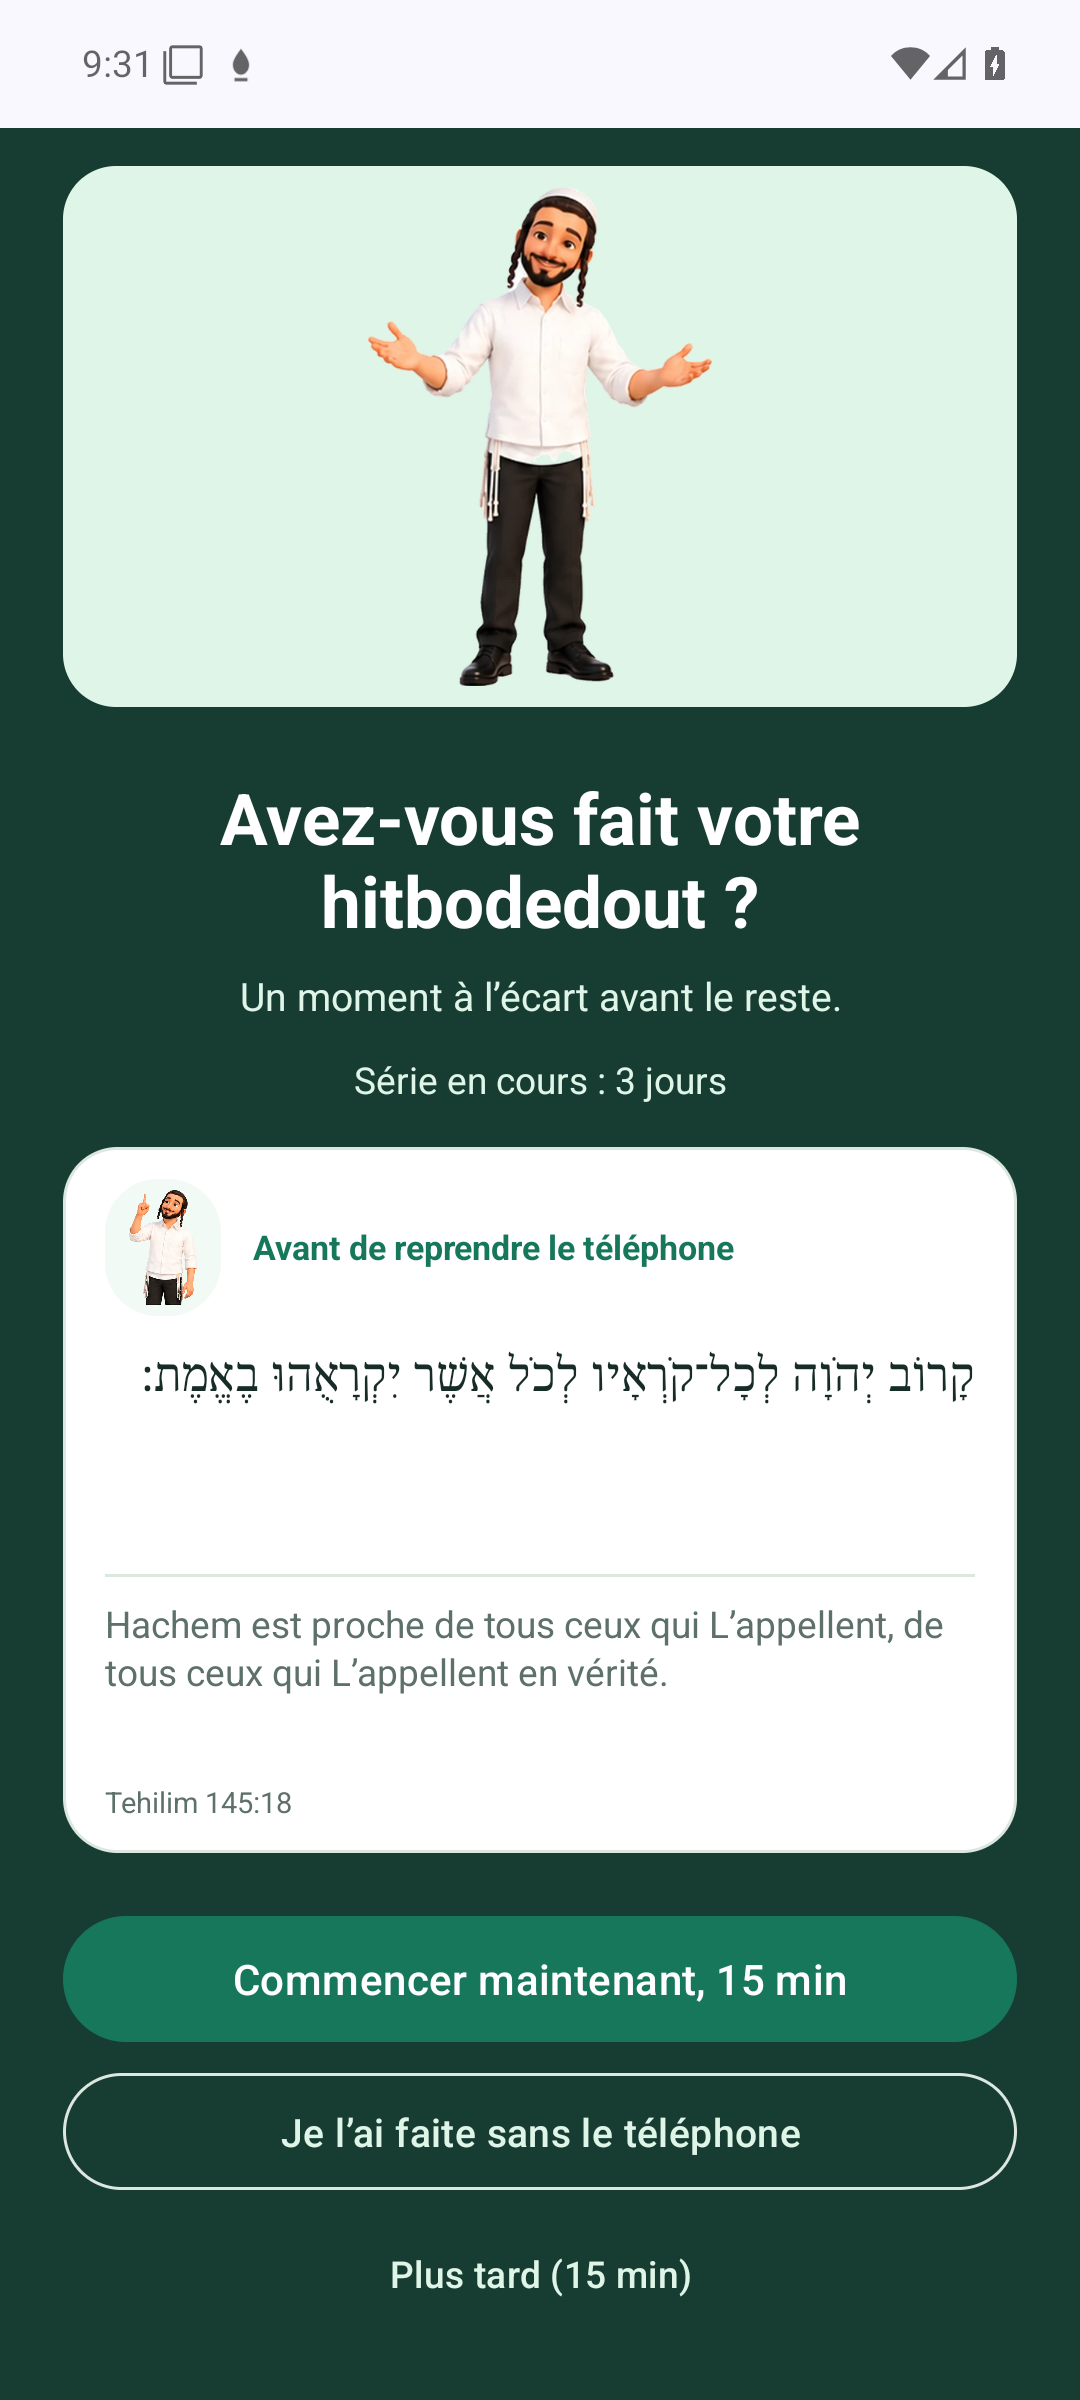 9:31
Avez-vous fait votre
hitbodedout ?
Un moment à l’écart avant le reste.
Série en cours : 3 jours
Avant de reprendre le téléphone
קָרוֹב יְהֹוָה לְכׇל־קֹרְאָיו לְכֹל אֲשֶׁר יִקְרָאֻהוּ בֶאֱמֶת׃
Hachem est proche de tous ceux qui L’appellent, de
tous ceux qui L’appellent en vérité.
Tehilim 145:18
Commencer maintenant, 15 min
Je l’ai faite sans le téléphone
Plus tard (15 min)